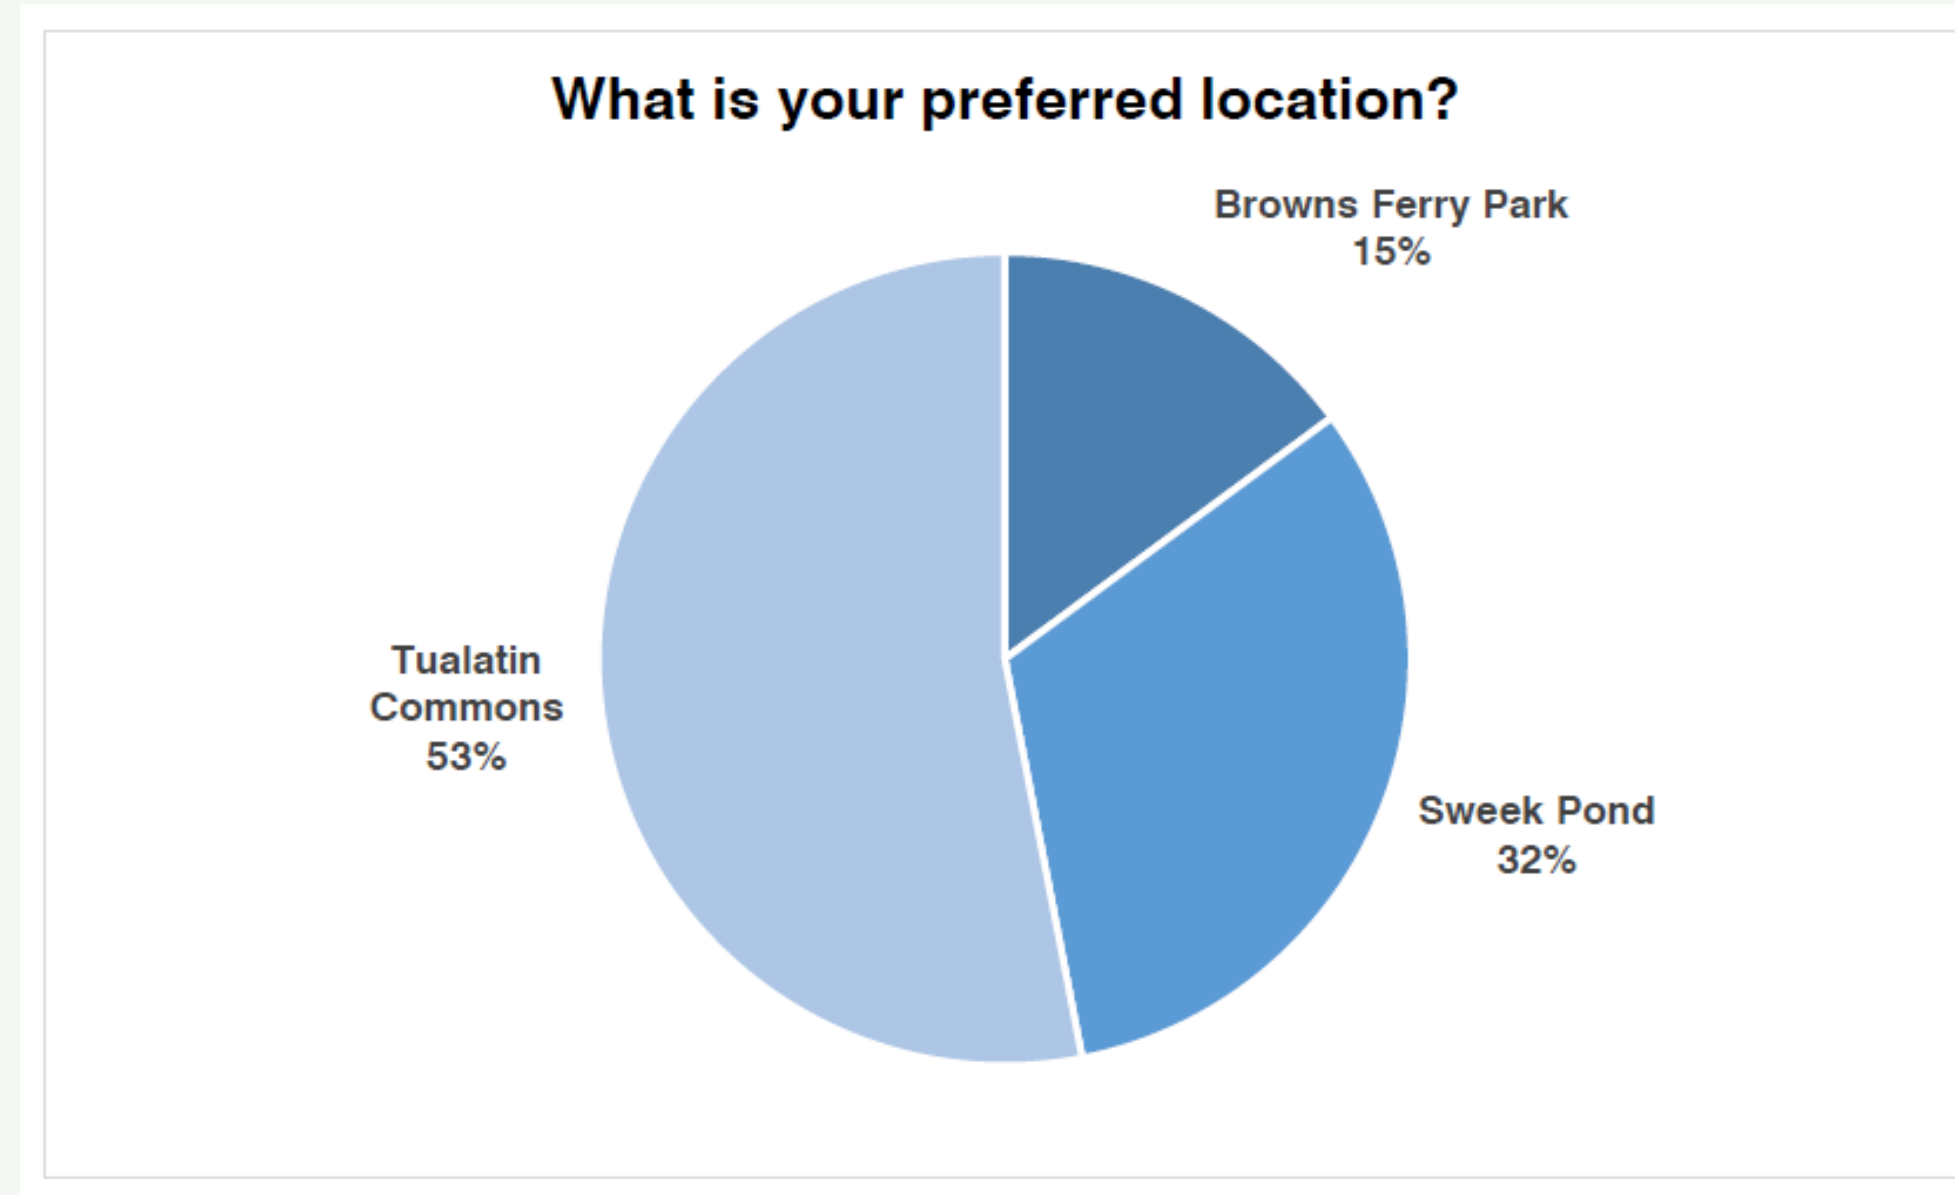 What is your preferred location?
Browns Ferry Park
15%
Tualatin
Commons
53%
Sweek Pond
32%